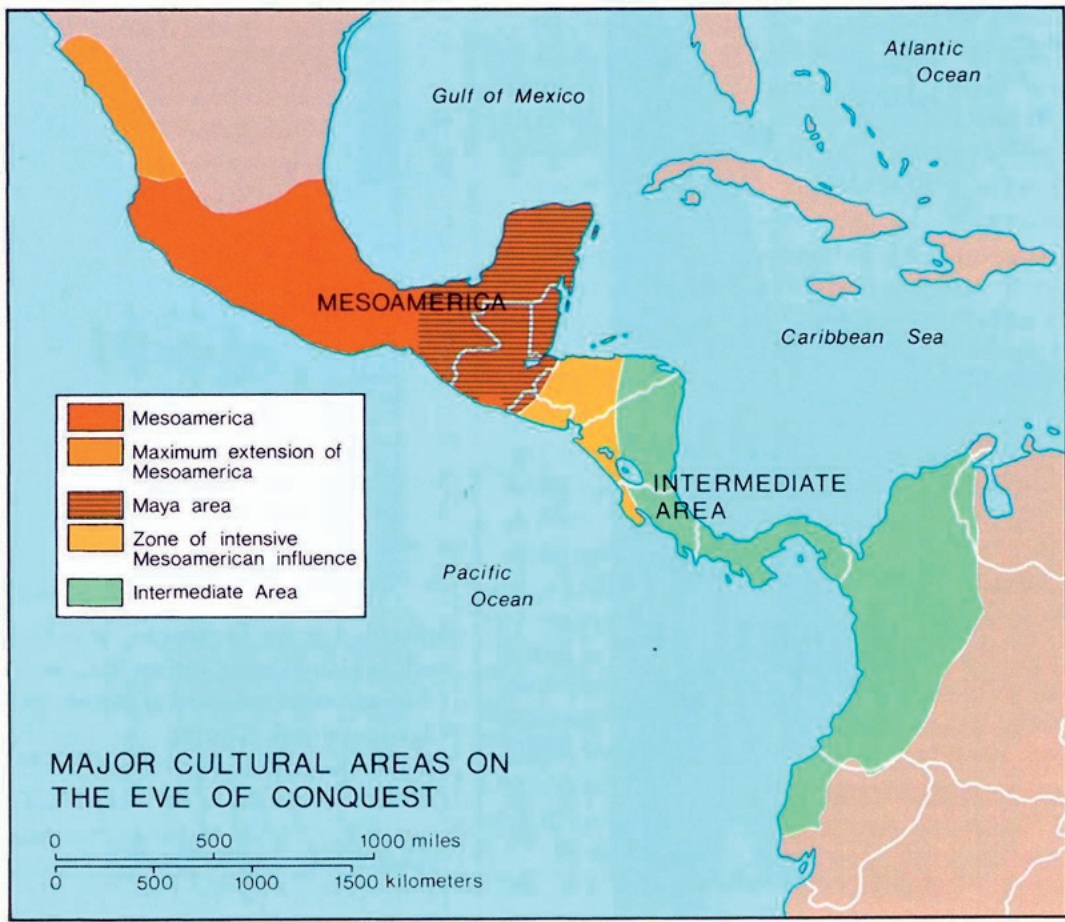 Atlantic
Ocean
Gulf of Mexico
MESOAMERICA
Caribbean Sea
Mesoamerica
Maximum extension of
Mesoamerica
Maya area
Zone of intensive
Mesoamerican influence
Intermediate Area
INTERMEDIATE
AREA
Pacific
Ocean
MAJOR CULTURAL AREAS ON
THE EVE OF CONQUEST
0 500 1000 miles
0 500 1000 1500 kilometers